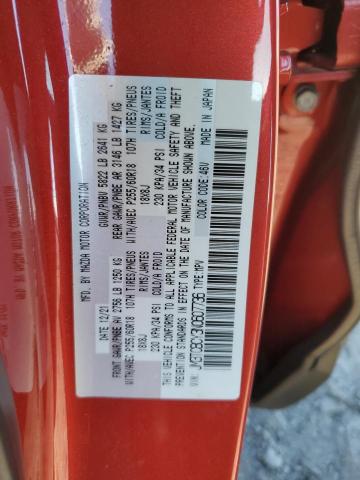 MFD. BY MAZDA MOTOR CORPORATION
DATE 12/21 GVWR/PNBV 5822 LB 2641 KG
FRONT GAWR/PNBE AV 2756 LB 1250 KG REAR GAWR/PNBE AR 3146 LB 1427 KG
WITH/AVEC P255/60R18 107H TIRES/PNEUS WITH/AVEC P255/60R18 107H TIRES/PNEUS
18X8J RIMS/JANTES 18X8J RIMS/JANTES
230 KPA/34 PSI COLD/A FROID 230 KPA/34 PSI COLD/A FROID
THIS VEHICLE CONFORMS TO ALL APPLICABLE FEDERAL MOTOR VEHICLE SAFETY AND THEFT
PREVENTION STANDARDS IN EFFECT ON THE DATE OF MANUFACTURE SHOWN ABOVE.
COLOR/COULEUR: 46V MADE IN JAPAN
TYPE: MPV
VIN: